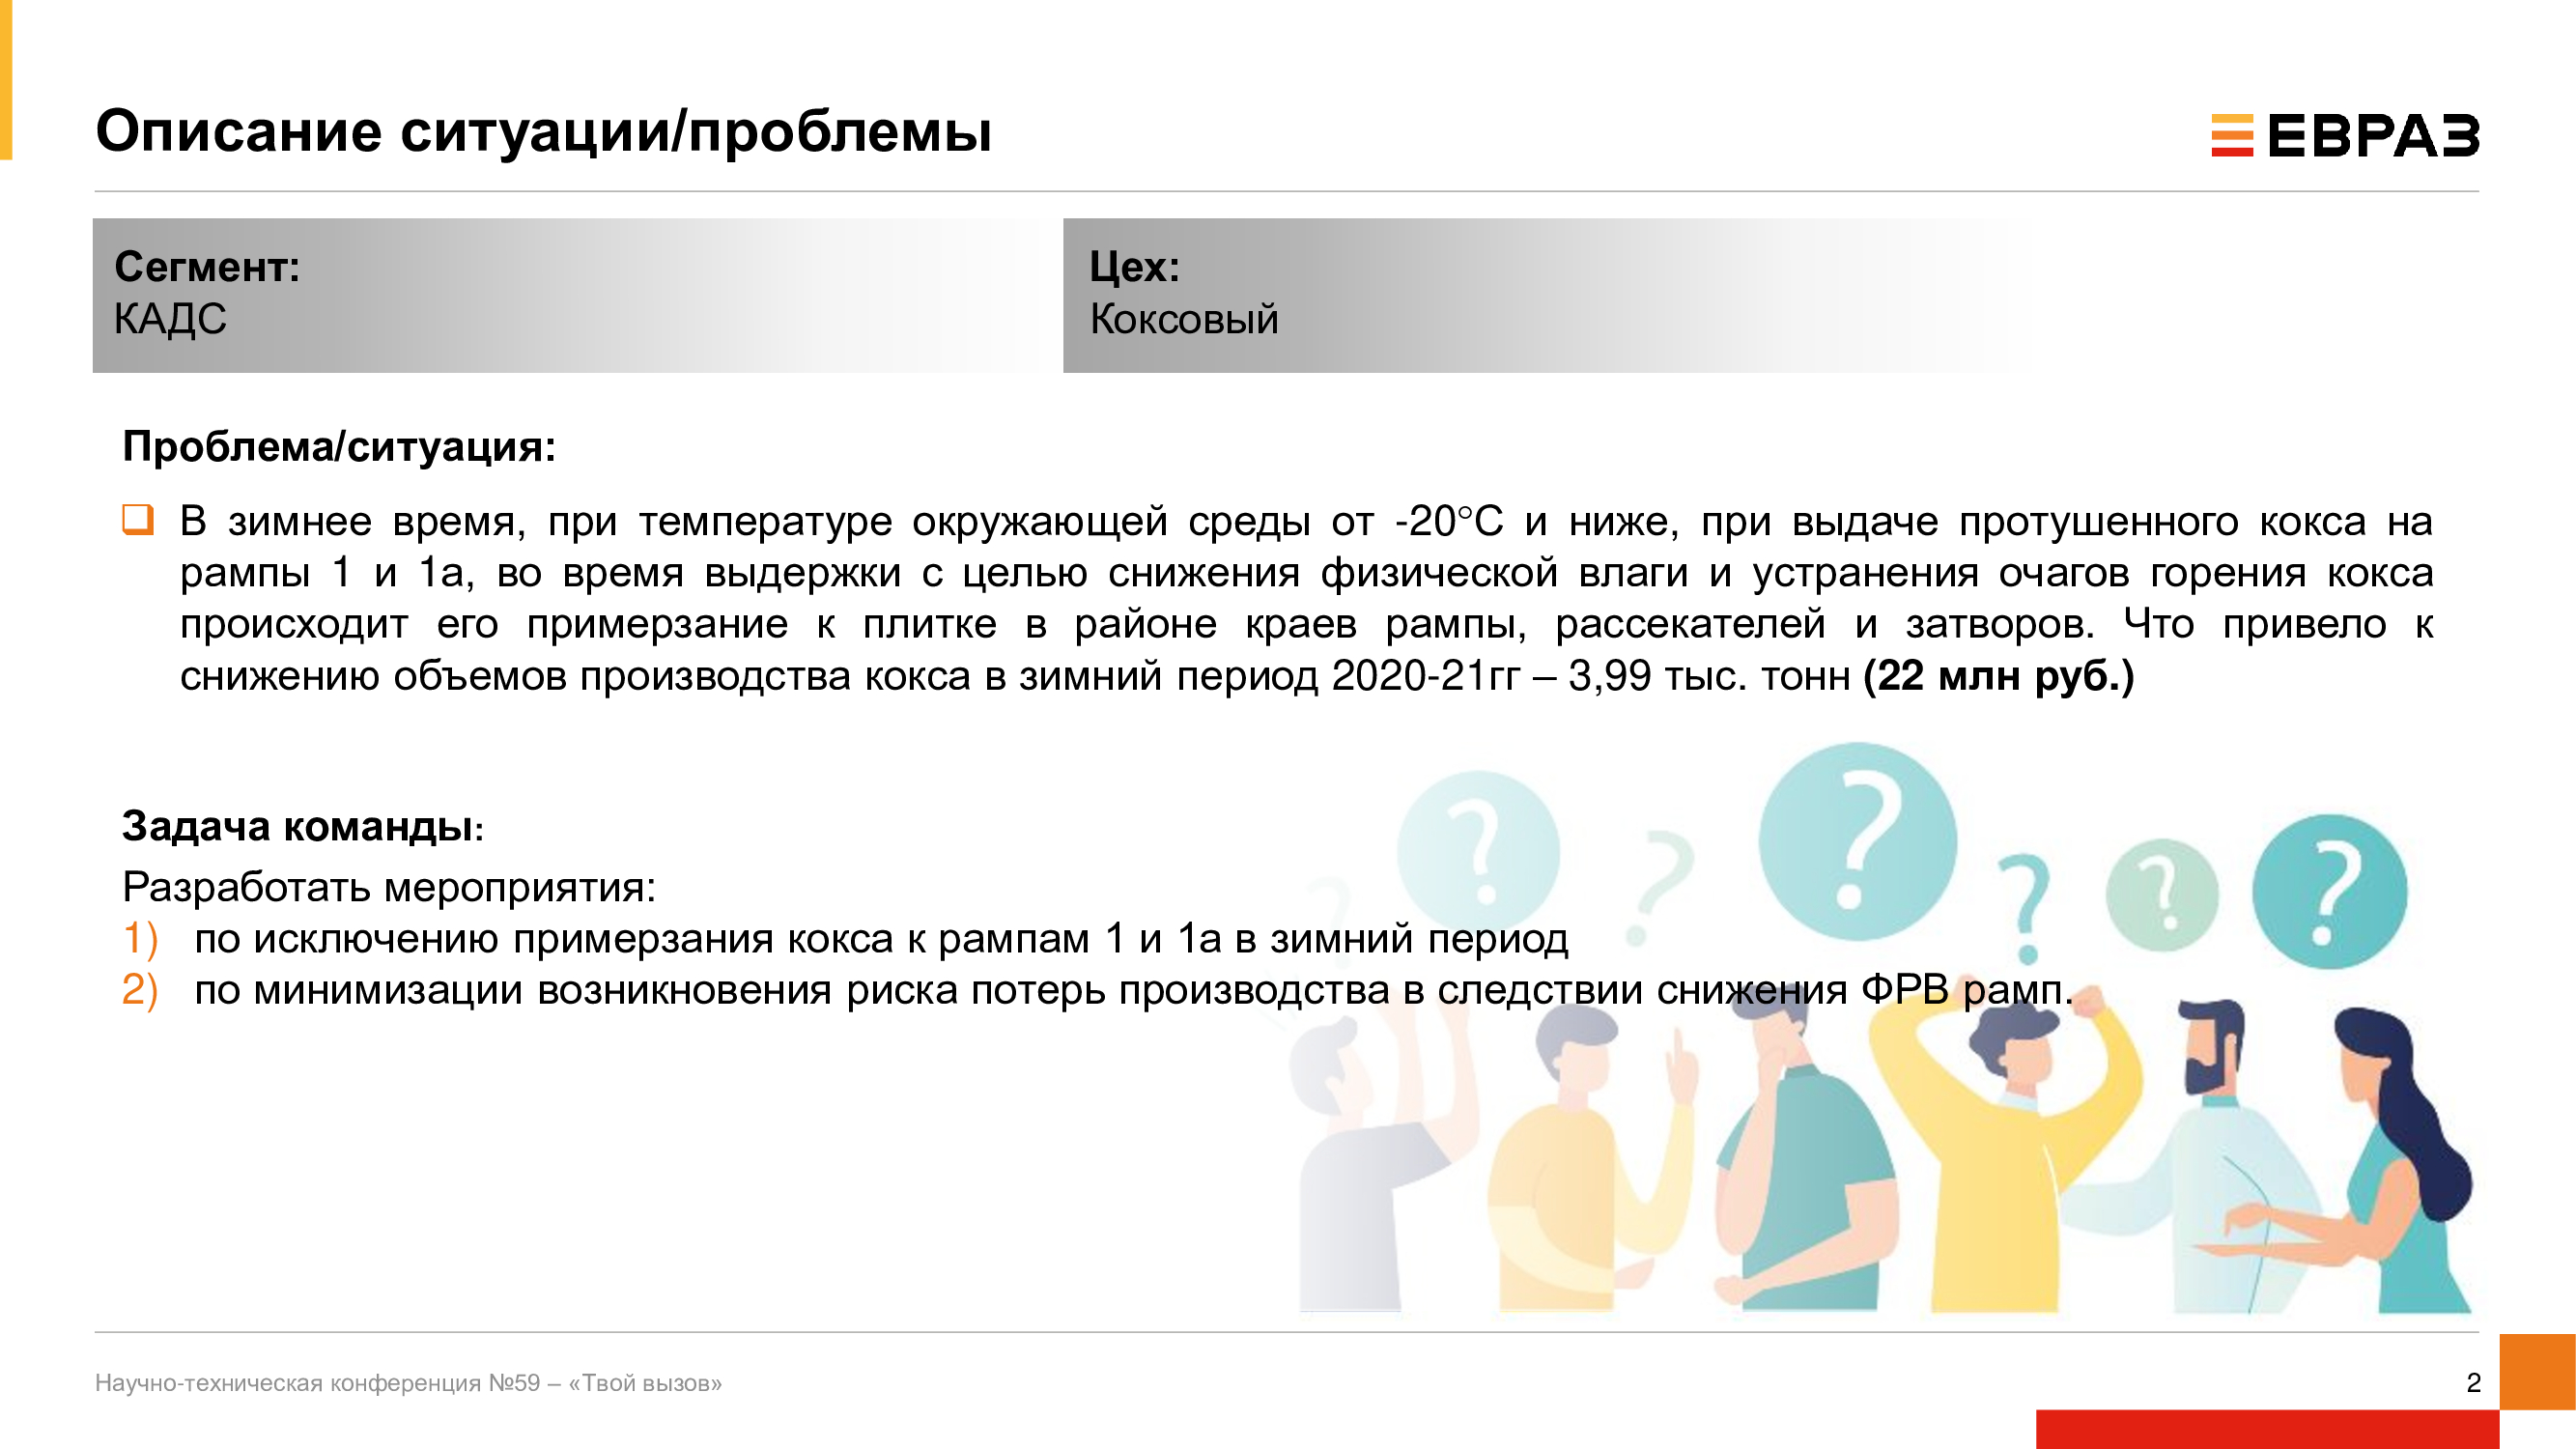 Описание ситуации/проблемы
ЕВРАЗ
Сегмент:
КАДС
Цех:
Коксовый
Проблема/ситуация:
В зимнее время, при температуре окружающей среды от -20°С и ниже, при выдаче протушенного кокса на
рампы 1 и 1а, во время выдержки с целью снижения физической влаги и устранения очагов горения кокса
происходит его примерзание к плитке в районе краев рампы, рассекателей и затворов. Что привело к
снижению объемов производства кокса в зимний период 2020-21гг – 3,99 тыс. тонн (22 млн руб.)
Задача команды:
Разработать мероприятия:
1) по исключению примерзания кокса к рампам 1 и 1а в зимний период
2) по минимизации возникновения риска потерь производства в следствии снижения ФРВ рамп.
Научно-техническая конференция №59 – «Твой вызов»
2